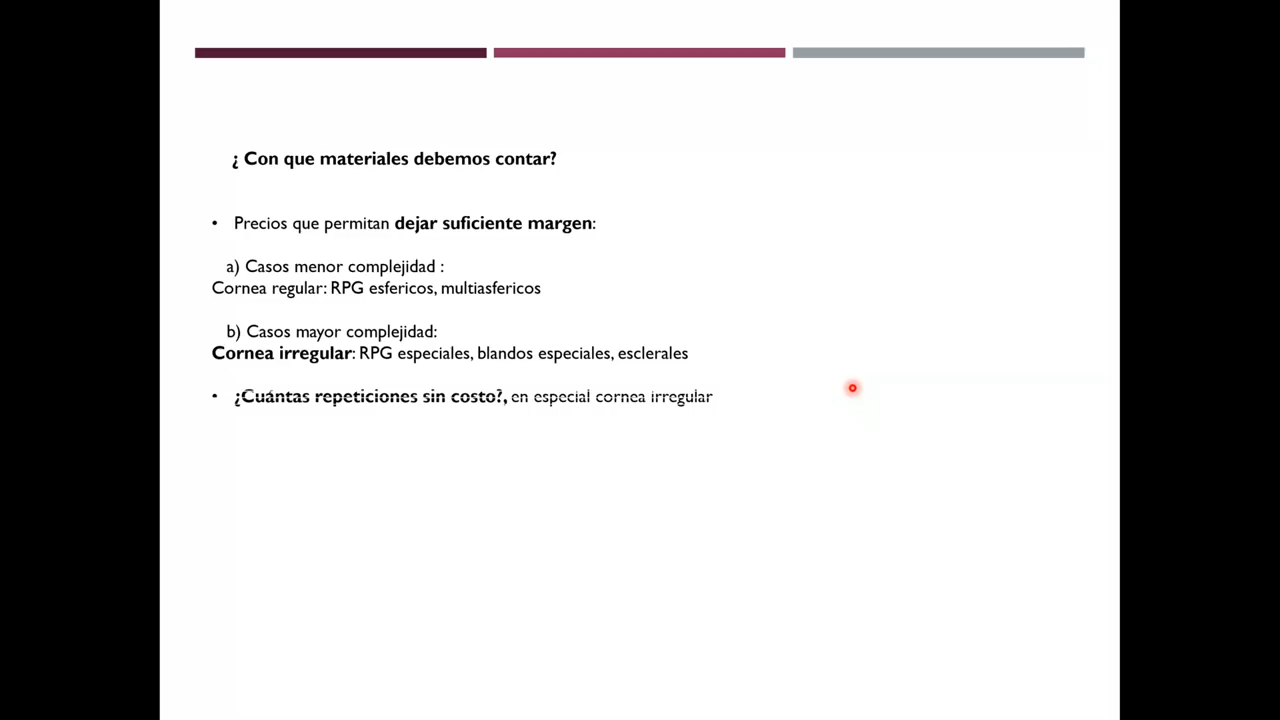 ¿ Con que materiales debemos contar?
• Precios que permitan dejar suficiente margen:
a) Casos menor complejidad :
Cornea regular: RPG esfericos, multiasfericos
b) Casos mayor complejidad:
Cornea irregular: RPG especiales, blandos especiales, esclerales
• ¿Cuántas repeticiones sin costo?, en especial cornea irregular